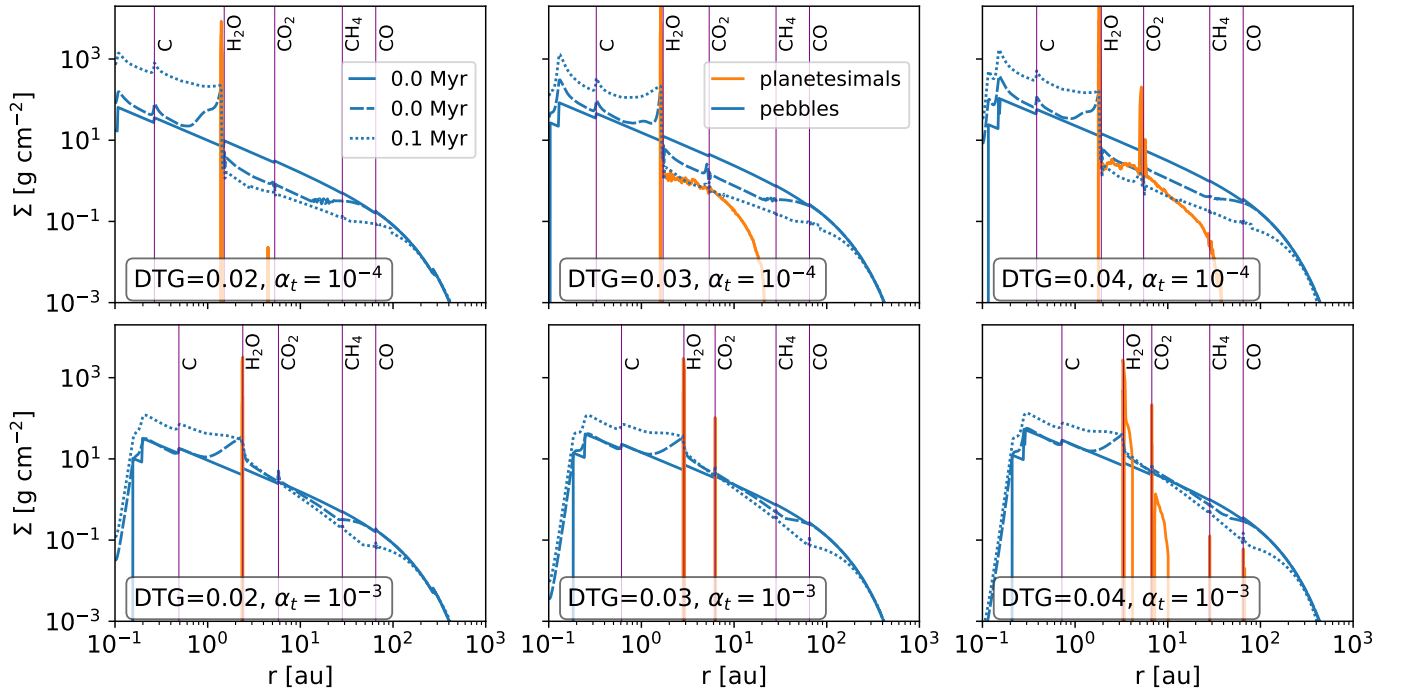 C
H₂O
CO₂
CH₄
CO
0.0 Myr
0.0 Myr
0.1 Myr
DTG=0.02, αₜ = 10⁻⁴
C
H₂O
CO₂
CH₄
CO
planetesimals
pebbles
DTG=0.03, αₜ = 10⁻⁴
C
H₂O
CO₂
CH₄
CO
DTG=0.04, αₜ = 10⁻⁴
Σ [g cm⁻²]
10³
10¹
10⁻¹
10⁻³
C
H₂O
CO₂
CH₄
CO
DTG=0.02, αₜ = 10⁻³
C
H₂O
CO₂
CH₄
CO
DTG=0.03, αₜ = 10⁻³
C
H₂O
CO₂
CH₄
CO
DTG=0.04, αₜ = 10⁻³
Σ [g cm⁻²]
10³
10¹
10⁻¹
10⁻³
10⁻¹ 10⁰ 10¹ 10² 10³
10⁻¹ 10⁰ 10¹ 10² 10³
10⁻¹ 10⁰ 10¹ 10² 10³
r [au]
r [au]
r [au]